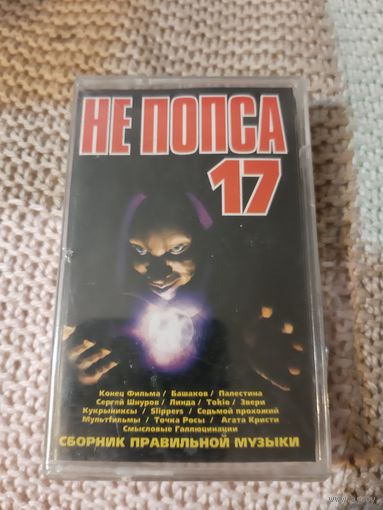 НЕ ПОПСА
17
Конец Фильма / Башаков / Палестина
Сергей Шнуров / Линда / Tokio / Звери
Кукрыниксы / Slippers / Седьмой прохожий
Мультfильмы / Точка Росы / Агата Кристи
Смысловые Галлюцинации
СБОРНИК ПРАВИЛЬНОЙ МУЗЫКИ